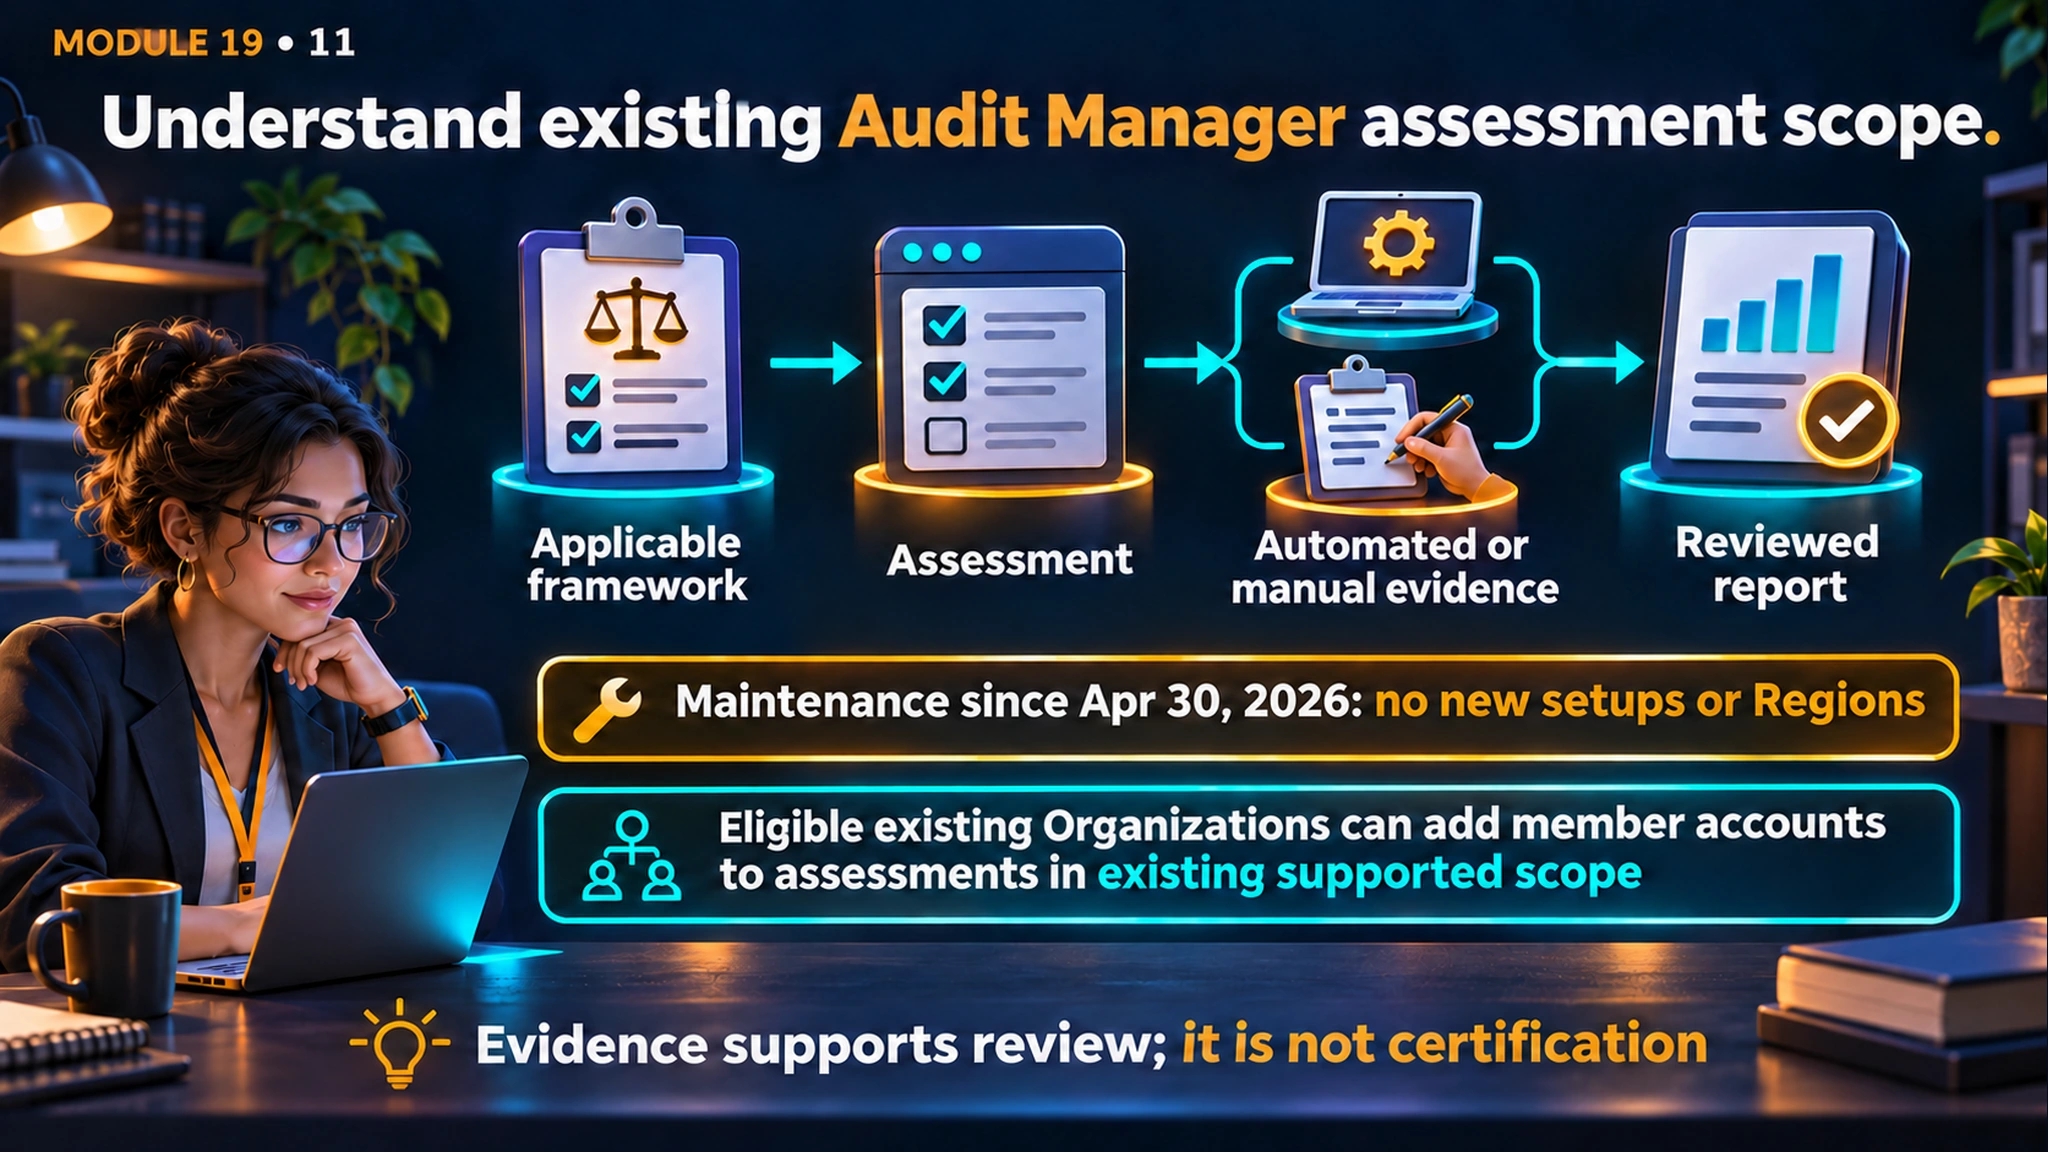 MODULE 19 • 11
Understand existing Audit Manager assessment scope.
Applicable
framework
Assessment
Automated or
manual evidence
Reviewed
report
Maintenance since Apr 30, 2026: no new setups or Regions
Eligible existing Organizations can add member accounts
to assessments in existing supported scope
Evidence supports review; it is not certification